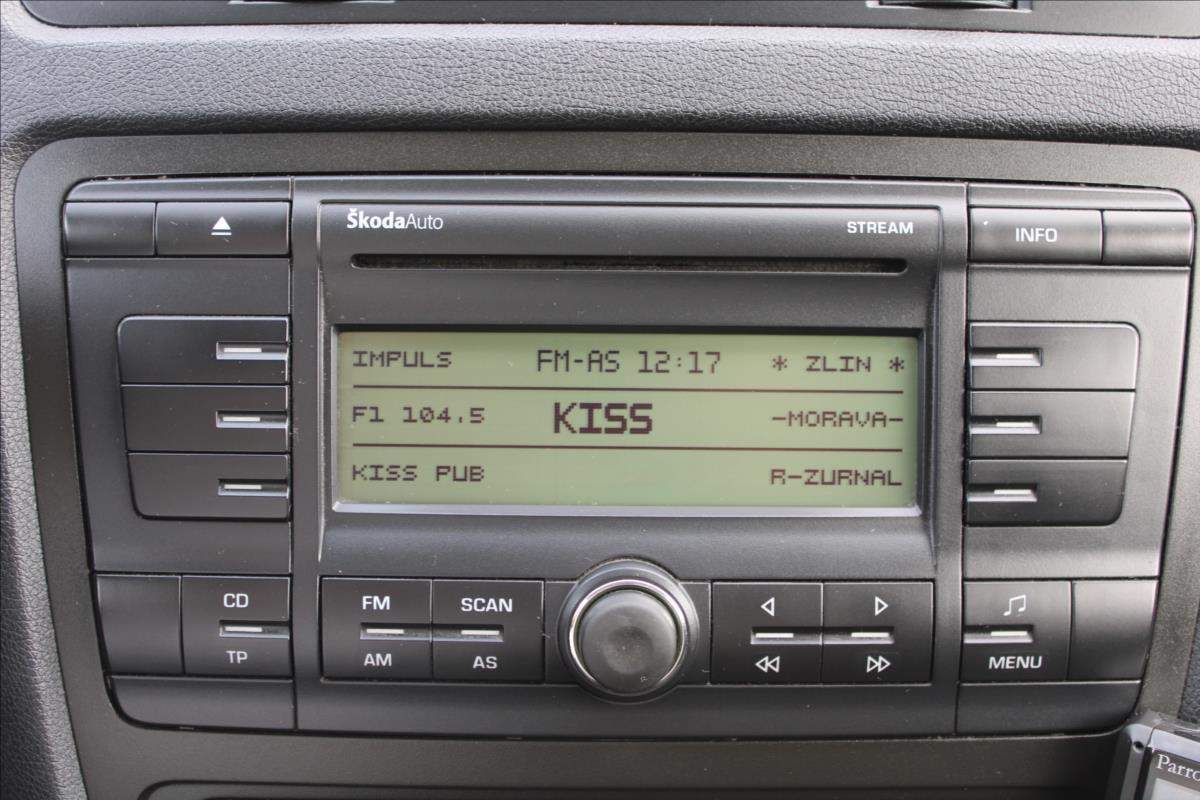 ŠkodaAuto STREAM
INFO
IMPULS FM-AS 12:17 * ZLIN *
F1 104.5 KISS -MORAVA-
KISS PUB R-ZURNAL
CD FM SCAN
TP AM AS MENU